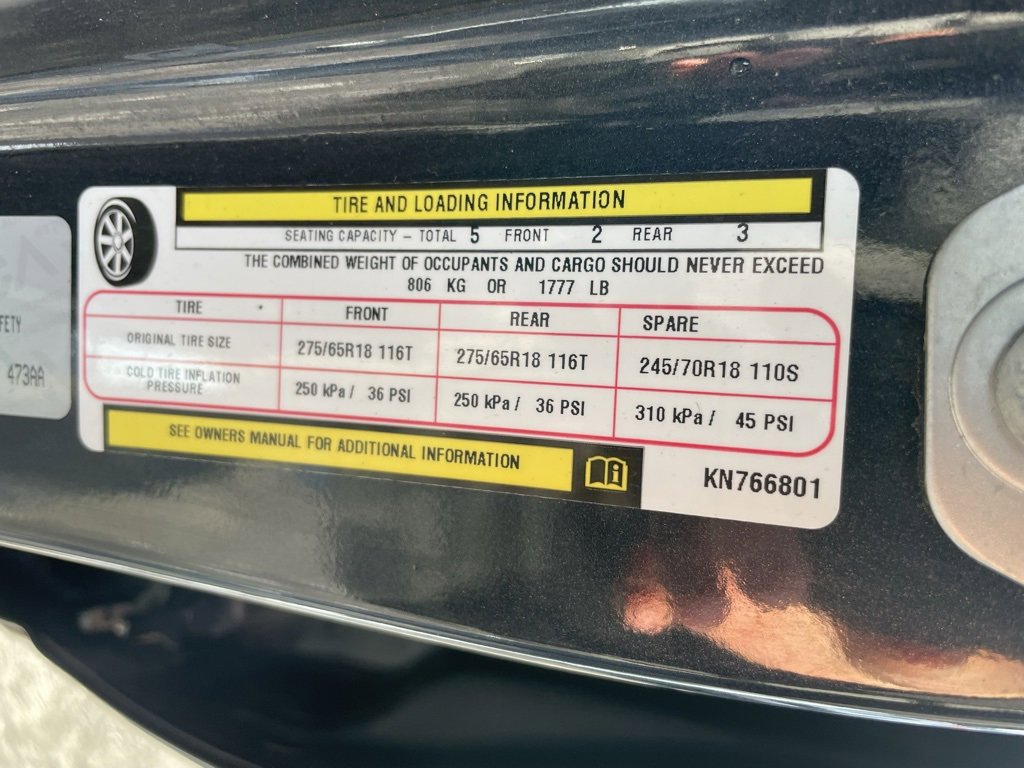 TIRE AND LOADING INFORMATION
SEATING CAPACITY – TOTAL 5 FRONT 2 REAR 3
THE COMBINED WEIGHT OF OCCUPANTS AND CARGO SHOULD NEVER EXCEED
806 KG OR 1777 LB
TIRE FRONT REAR SPARE
ORIGINAL TIRE SIZE 275/65R18 116T 275/65R18 116T 245/70R18 110S
COLD TIRE INFLATION
PRESSURE 250 kPa / 36 PSI 250 kPa / 36 PSI 310 kPa / 45 PSI
SEE OWNERS MANUAL FOR ADDITIONAL INFORMATION
KN766801
FETY
473AA